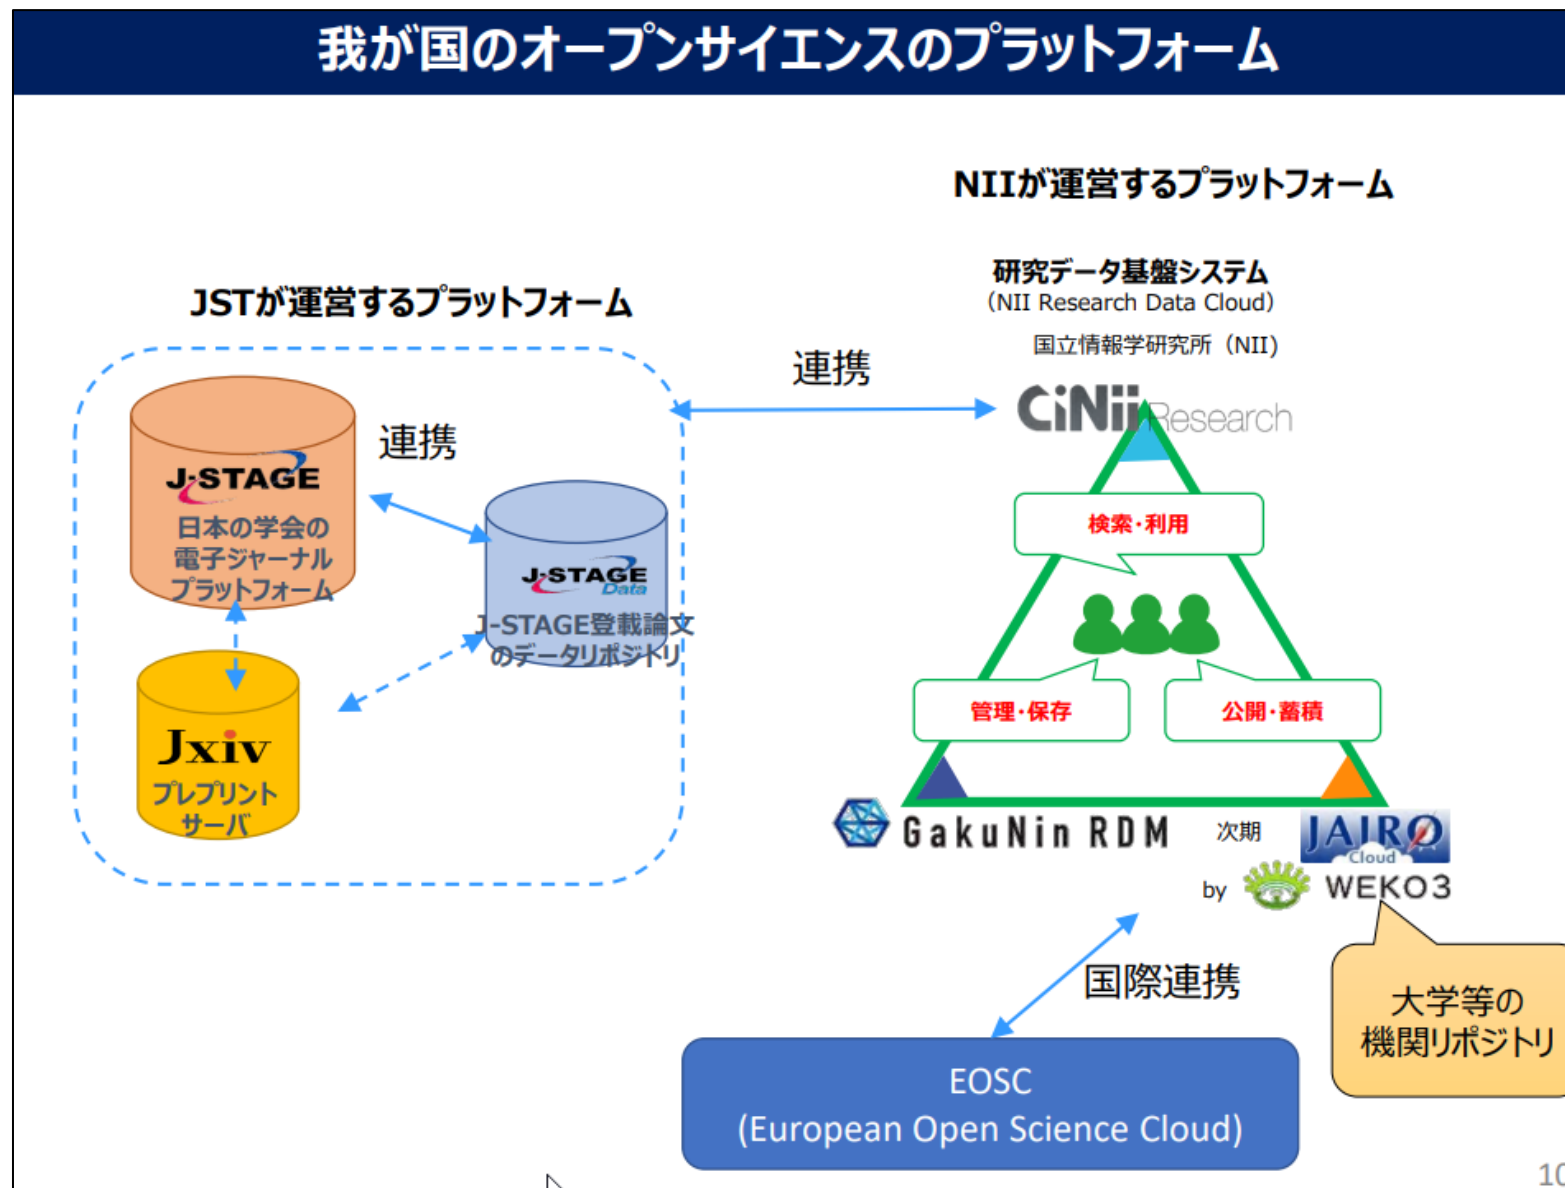 我が国のオープンサイエンスのプラットフォーム
NIIが運営するプラットフォーム
研究データ基盤システム
（NII Research Data Cloud）
国立情報学研究所（NII）
JSTが運営するプラットフォーム
連携
CiNii Research
連携
J-STAGE
日本の学会の
電子ジャーナル
プラットフォーム
J-STAGE
Data
J-STAGE登載論文
のデータリポジトリ
Jxiv
プレプリント
サーバ
検索・利用
管理・保存
公開・蓄積
GakuNin RDM
次期
JAIRO
Cloud
by
WEKO3
国際連携
大学等の
機関リポジトリ
EOSC
(European Open Science Cloud)
10